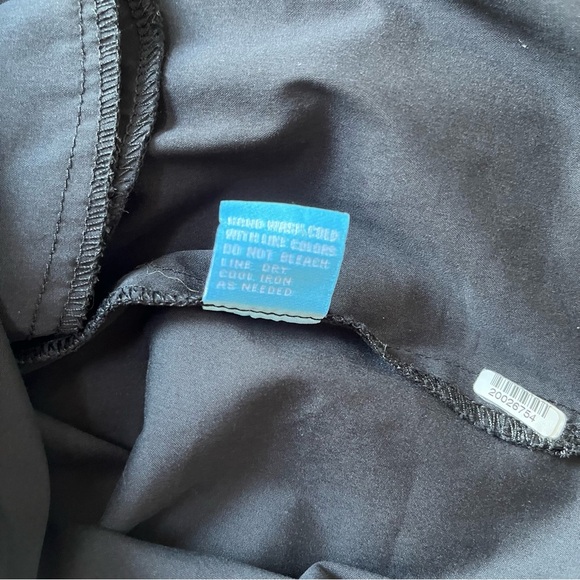 HAND WASH COLD
WITH LIKE COLORS
DO NOT BLEACH
LINE DRY
COOL IRON
AS NEEDED
20026754